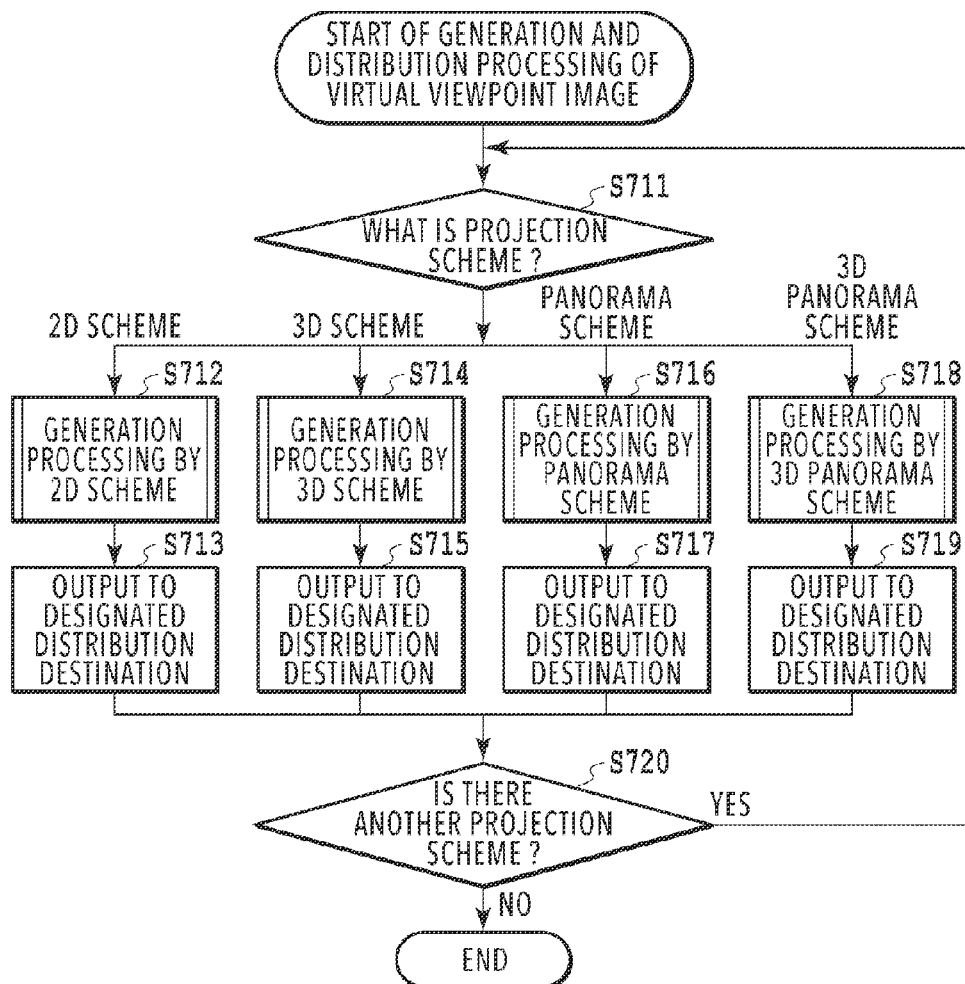 START OF GENERATION AND
DISTRIBUTION PROCESSING OF
VIRTUAL VIEWPOINT IMAGE
S711
WHAT IS PROJECTION
SCHEME ?
2D SCHEME
3D SCHEME
PANORAMA
SCHEME
3D
PANORAMA
SCHEME
S712
GENERATION
PROCESSING BY
2D SCHEME
S714
GENERATION
PROCESSING BY
3D SCHEME
S716
GENERATION
PROCESSING BY
PANORAMA
SCHEME
S718
GENERATION
PROCESSING BY
3D PANORAMA
SCHEME
S713
OUTPUT TO
DESIGNATED
DISTRIBUTION
DESTINATION
S715
OUTPUT TO
DESIGNATED
DISTRIBUTION
DESTINATION
S717
OUTPUT TO
DESIGNATED
DISTRIBUTION
DESTINATION
S719
OUTPUT TO
DESIGNATED
DISTRIBUTION
DESTINATION
S720
IS THERE
ANOTHER PROJECTION
SCHEME ?
YES
NO
END